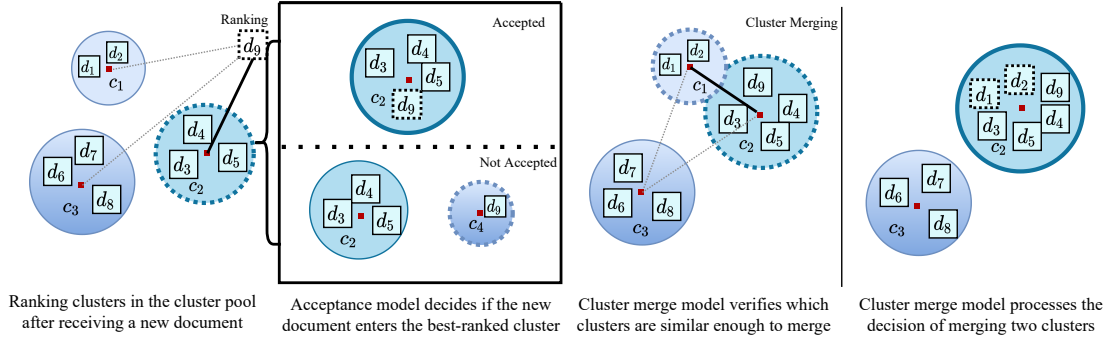 Ranking
d9
d2
d1
c1
d4
d3
d5
c2
d7
d6
d8
c3
Ranking clusters in the cluster pool
after receiving a new document
Accepted
d4
d3
d5
c2
d9
Not Accepted
d4
d3
d5
c2
d9
c4
Acceptance model decides if the new
document enters the best-ranked cluster
Cluster Merging
d2
d1
c1
d9
d4
d3
c2
d5
d7
d6
d8
c3
Cluster merge model verifies which
clusters are similar enough to merge
d2
d1
d9
d3
d4
c2
d5
d7
d6
d8
c3
Cluster merge model processes the
decision of merging two clusters